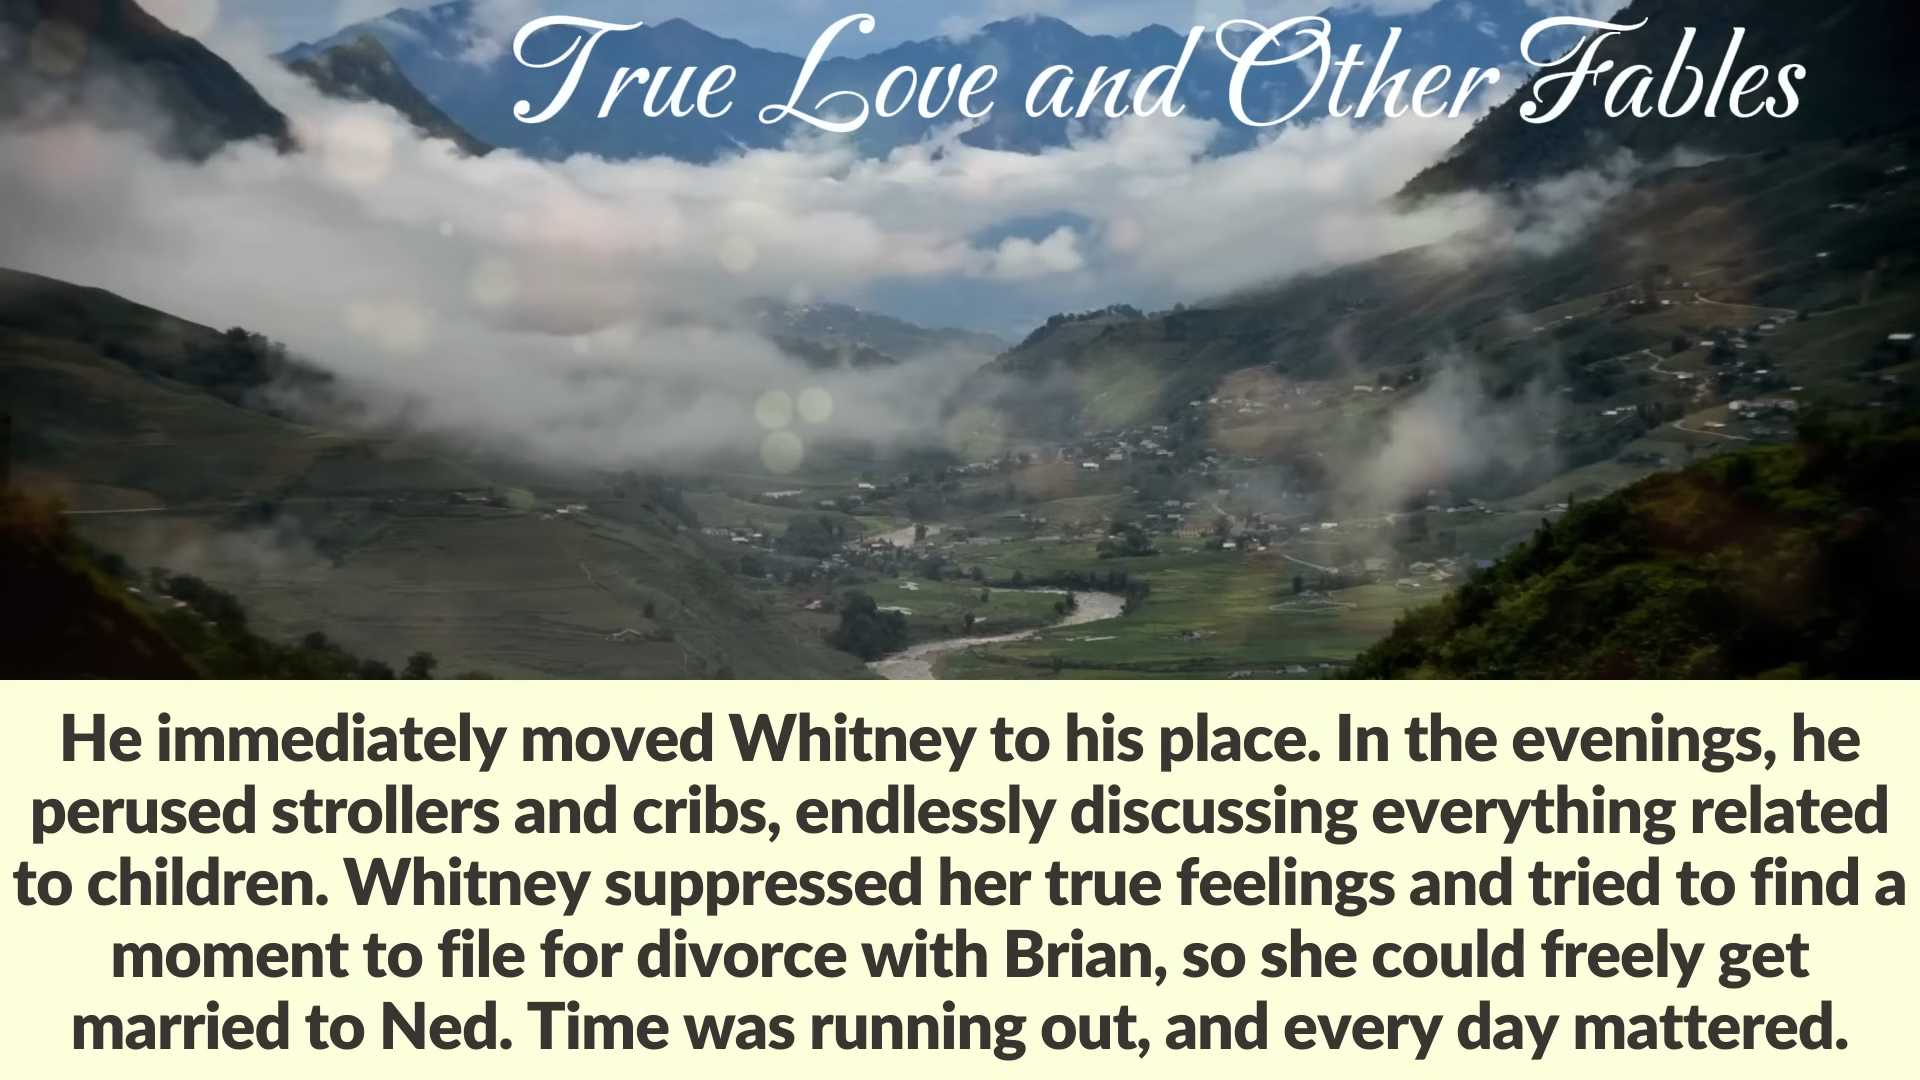 True Love and Other Fables
He immediately moved Whitney to his place. In the evenings, he
perused strollers and cribs, endlessly discussing everything related
to children. Whitney suppressed her true feelings and tried to find a
moment to file for divorce with Brian, so she could freely get
married to Ned. Time was running out, and every day mattered.